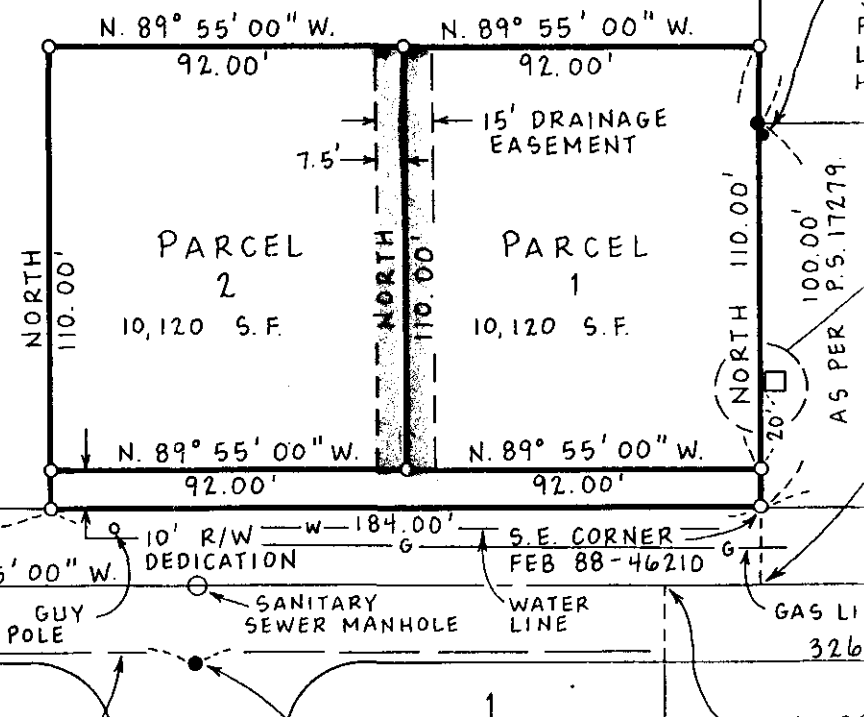 N. 89° 55' 00" W.
N. 89° 55' 00" W.
92.00'
92.00'
15' DRAINAGE
EASEMENT
7.5'
PARCEL
2
10,120 S.F.
PARCEL
1
10,120 S.F.
NORTH
110.00'
NORTH
110.00'
NORTH 110.00'
100.00'
AS PER P.S. 17279
20'
N. 89° 55' 00" W.
N. 89° 55' 00" W.
92.00'
92.00'
10' R/W
DEDICATION
W 184.00'
G
G
S.E. CORNER
FEB 88-46210
5' 00" W.
GUY
POLE
SANITARY
SEWER MANHOLE
WATER
LINE
GAS LI
326
1